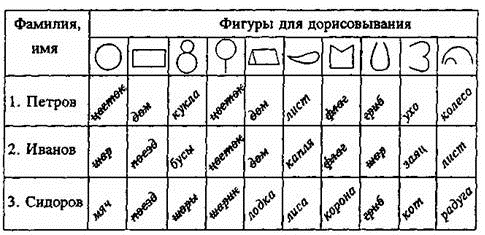 Фамилия, имя Фигуры для дорисовывания
1. Петров цветок дом кукла цветок дом лист флаг гриб ухо колесо
2. Иванов шар поезд бусы цветок дом капля флаг шар заяц лист
3. Сидоров мяч поезд шары шарик лодка лиса корона гриб кот радуга